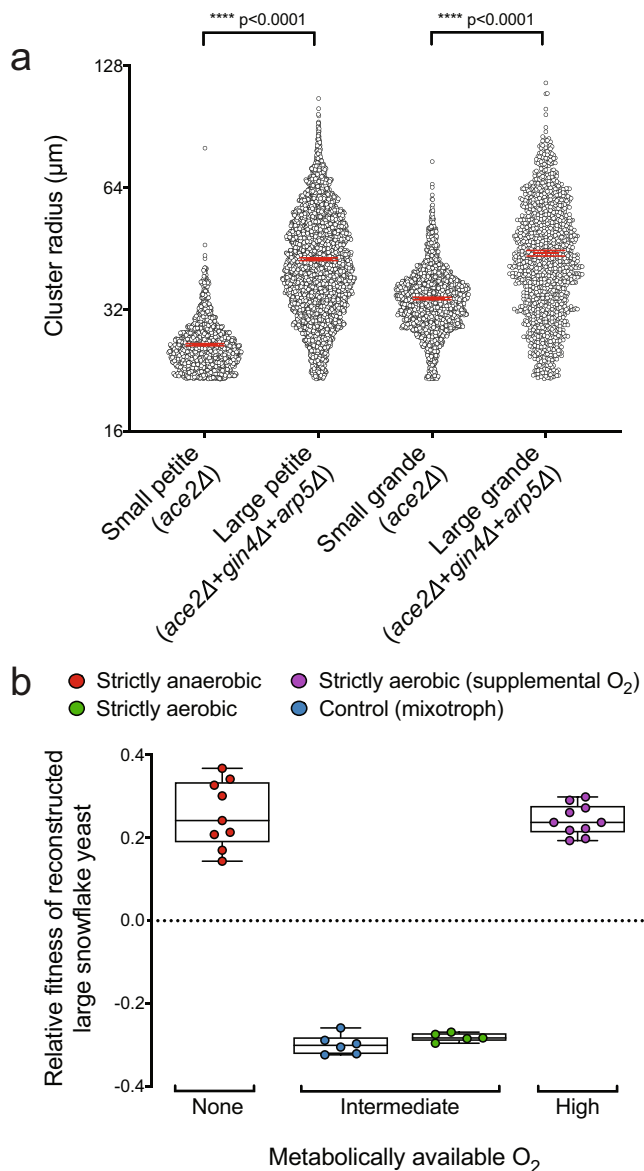 a
**** p<0.0001
**** p<0.0001
128
64
32
16
Cluster radius (μm)
Small petite
(ace2Δ)
Large petite
(ace2Δ+gin4Δ+arp5Δ)
Small grande
(ace2Δ)
Large grande
(ace2Δ+gin4Δ+arp5Δ)
b
Strictly anaerobic
Strictly aerobic (supplemental O₂)
Strictly aerobic
Control (mixotroph)
0.4
0.2
0.0
-0.2
-0.4
Relative fitness of reconstructed
large snowflake yeast
None
Intermediate
High
Metabolically available O₂